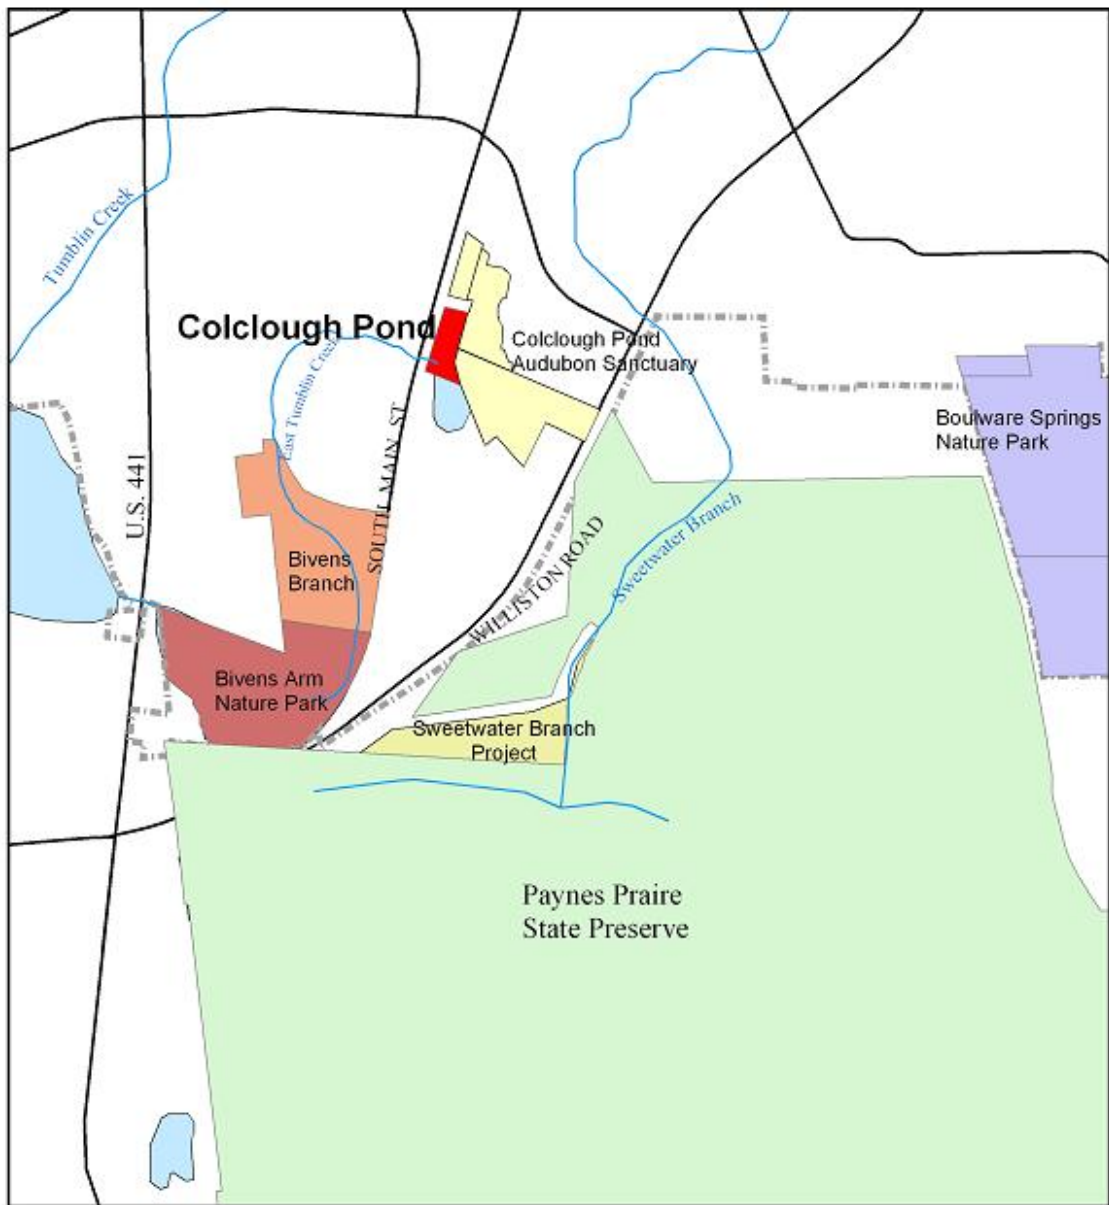 Tumblin Creek
Colclough Pond
East Tumblin Creek
Colclough Pond
Audubon Sanctuary
Boulware Springs
Nature Park
U.S. 441
SOUTH MAIN ST
Bivens
Branch
WILLISTON ROAD
Sweetwater Branch
Bivens Arm
Nature Park
Sweetwater Branch
Project
Paynes Praire
State Preserve